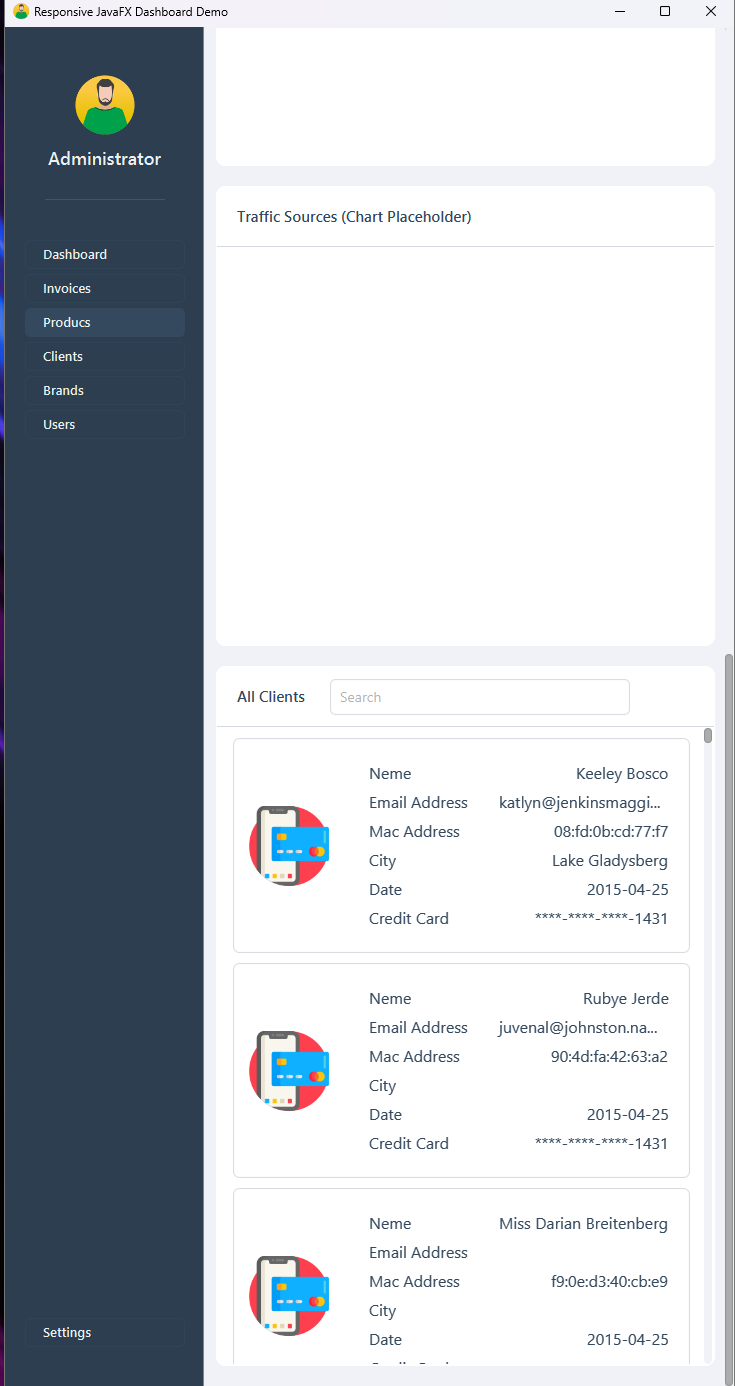 Responsive JavaFX Dashboard Demo
Administrator
Dashboard
Invoices
Producs
Clients
Brands
Users
Settings
Traffic Sources (Chart Placeholder)
All Clients
Search
Neme Keeley Bosco
Email Address katlyn@jenkinsmaggi...
Mac Address 08:fd:0b:cd:77:f7
City Lake Gladysberg
Date 2015-04-25
Credit Card ****-****-****-1431
Neme Rubye Jerde
Email Address juvenal@johnston.na...
Mac Address 90:4d:fa:42:63:a2
City
Date 2015-04-25
Credit Card ****-****-****-1431
Neme Miss Darian Breitenberg
Email Address
Mac Address f9:0e:d3:40:cb:e9
City
Date 2015-04-25